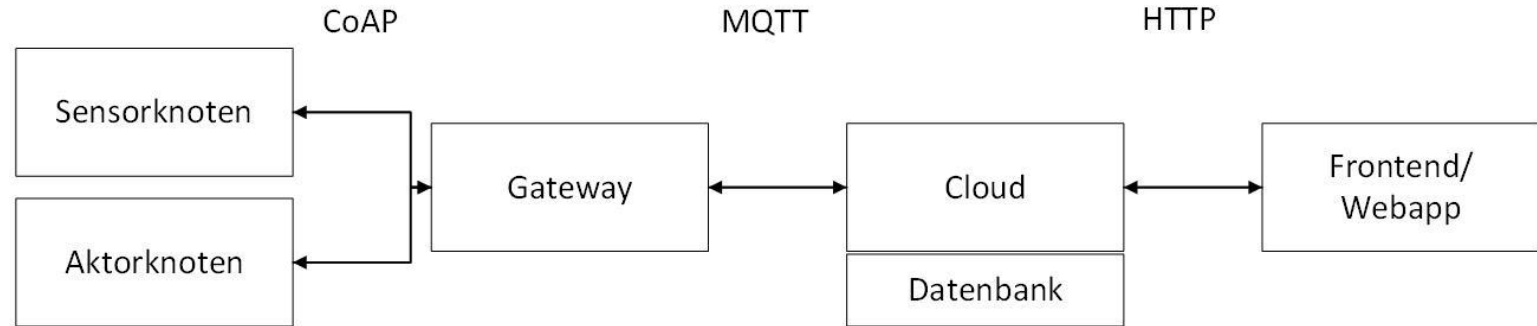 CoAP
MQTT
HTTP
Sensorknoten
Aktorknoten
Gateway
Cloud
Datenbank
Frontend/
Webapp